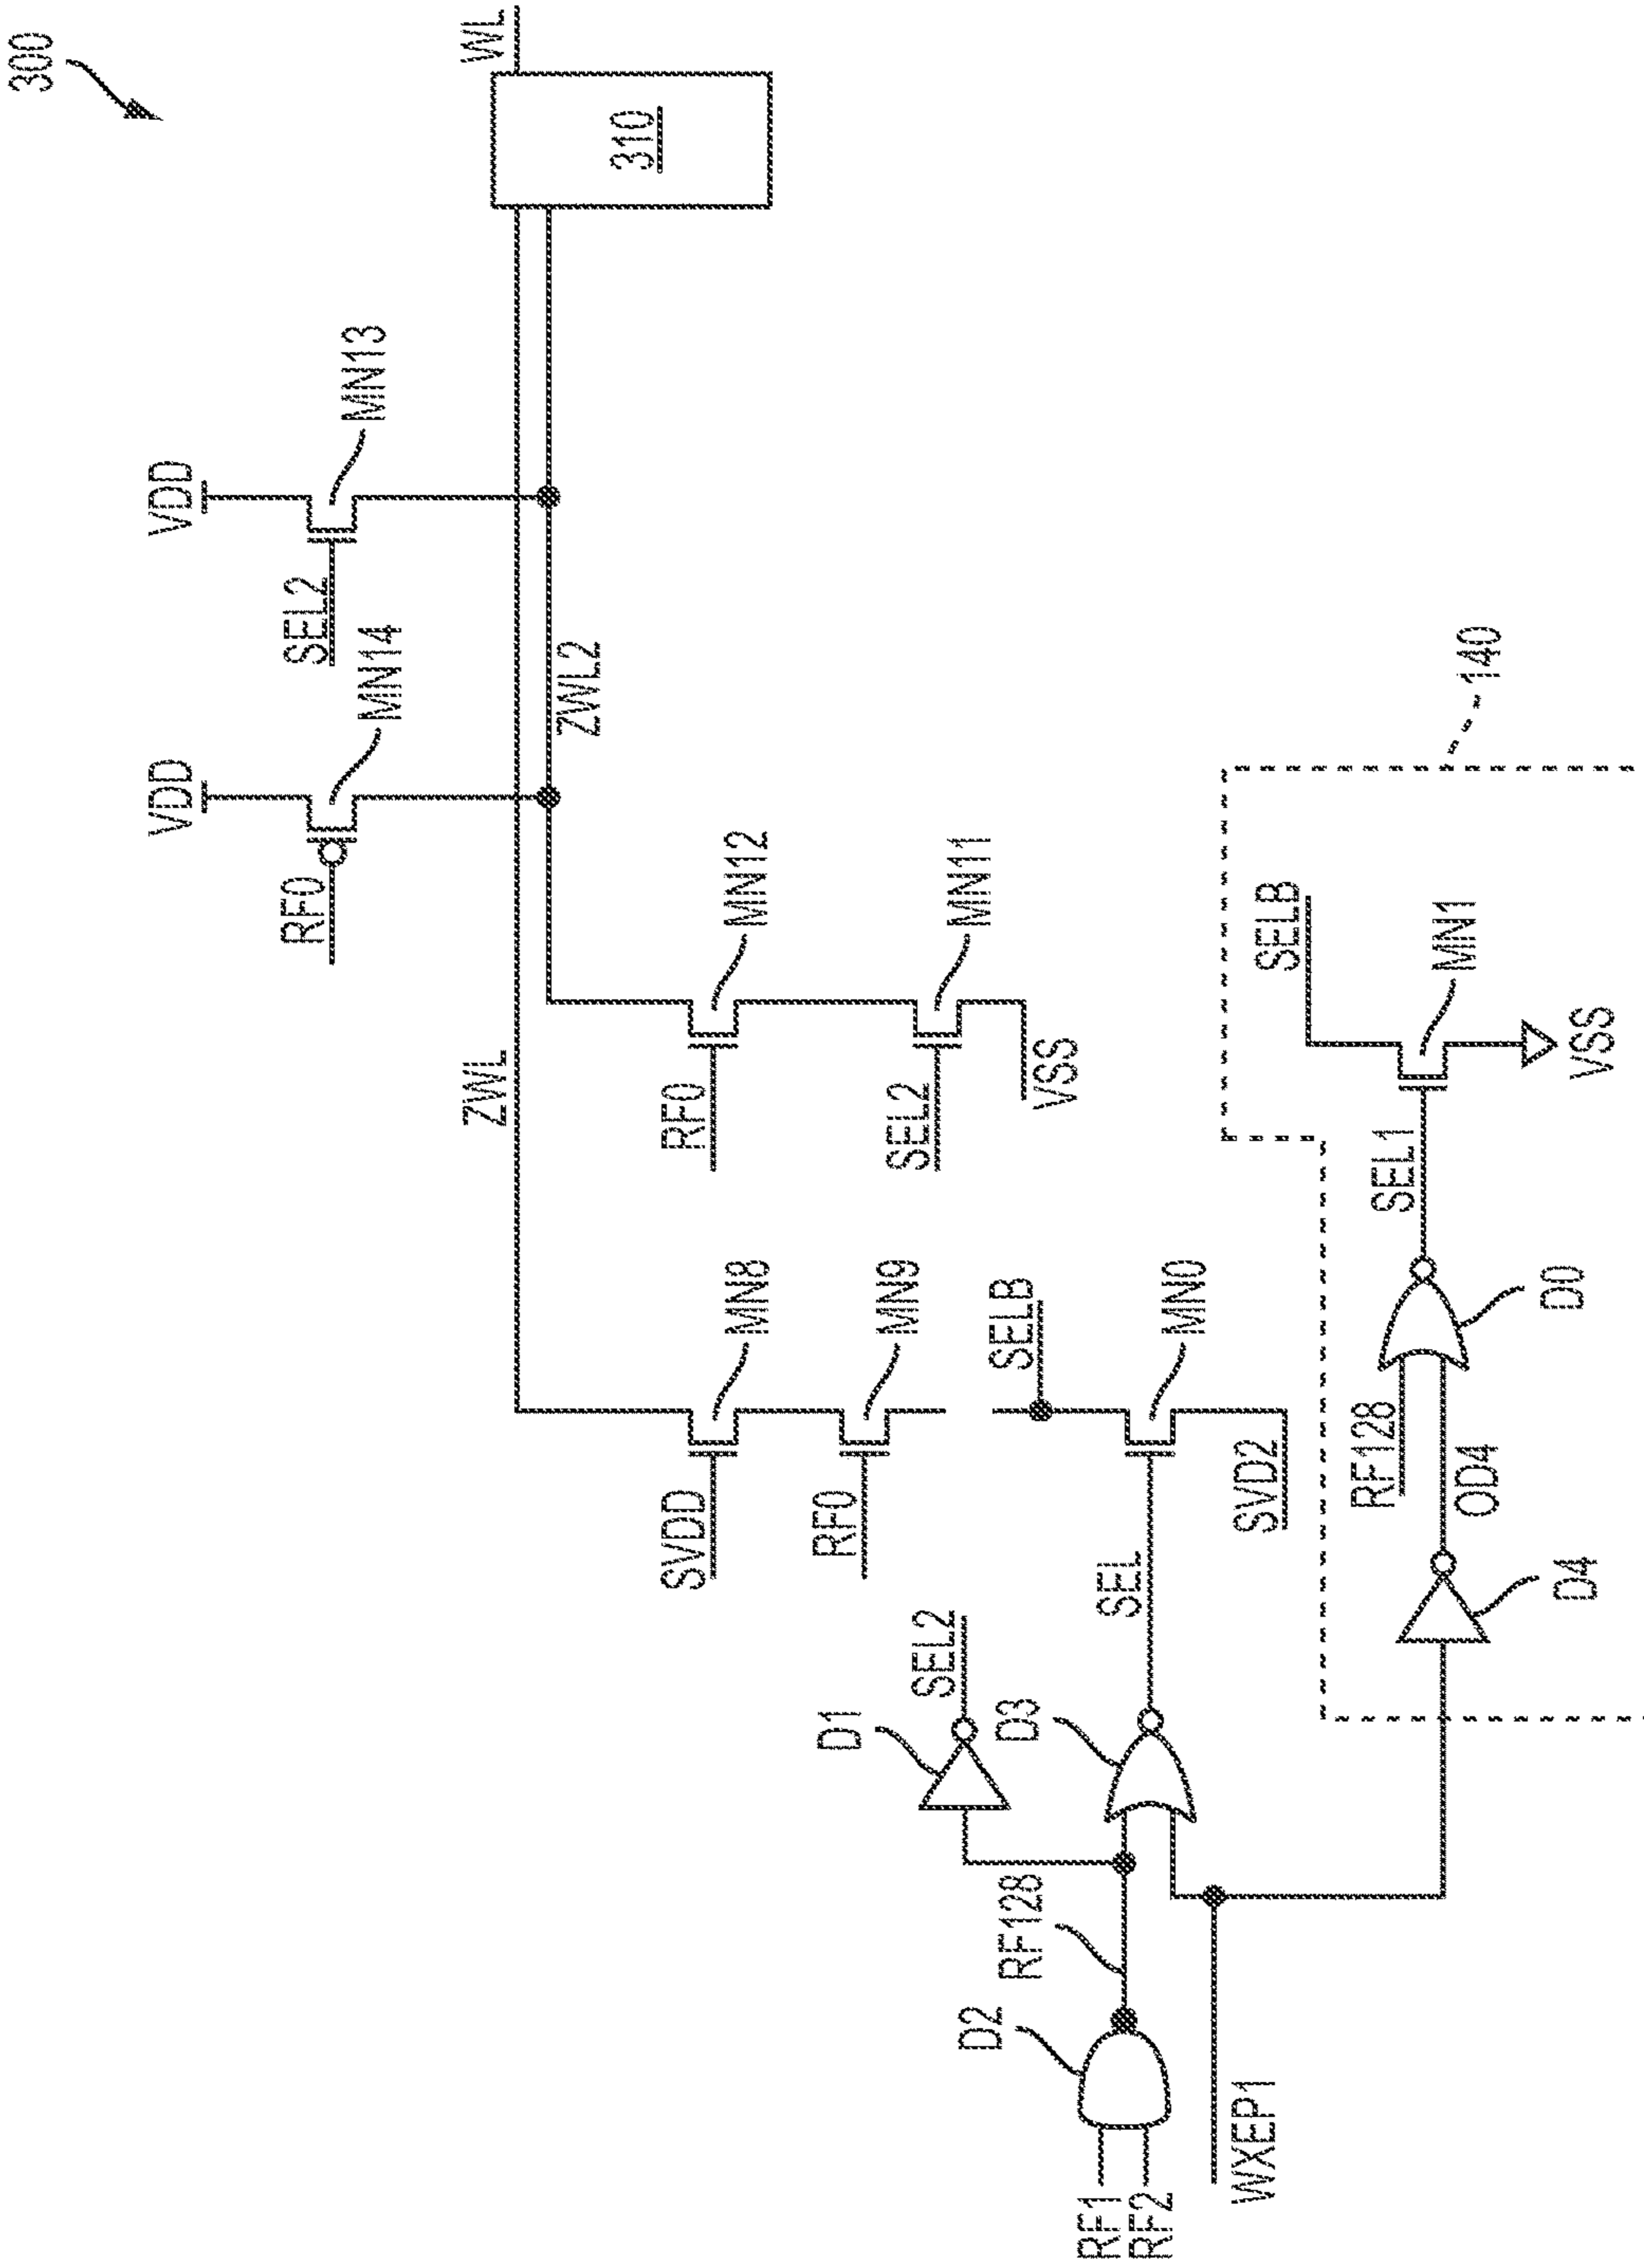 300
WL
310
VDD
SEL2
MN13
VDD
RF0
MN14
ZWL
ZWL2
RF0
MN12
SEL2
MN11
VSS
SVDD
MN8
RF0
MN9
SELB
MN0
SVD2
SEL
D1
SEL2
D3
RF128
D2
RF1
RF2
WXEP1
140
SELB
MN1
VSS
SEL1
D0
RF128
OD4
D4